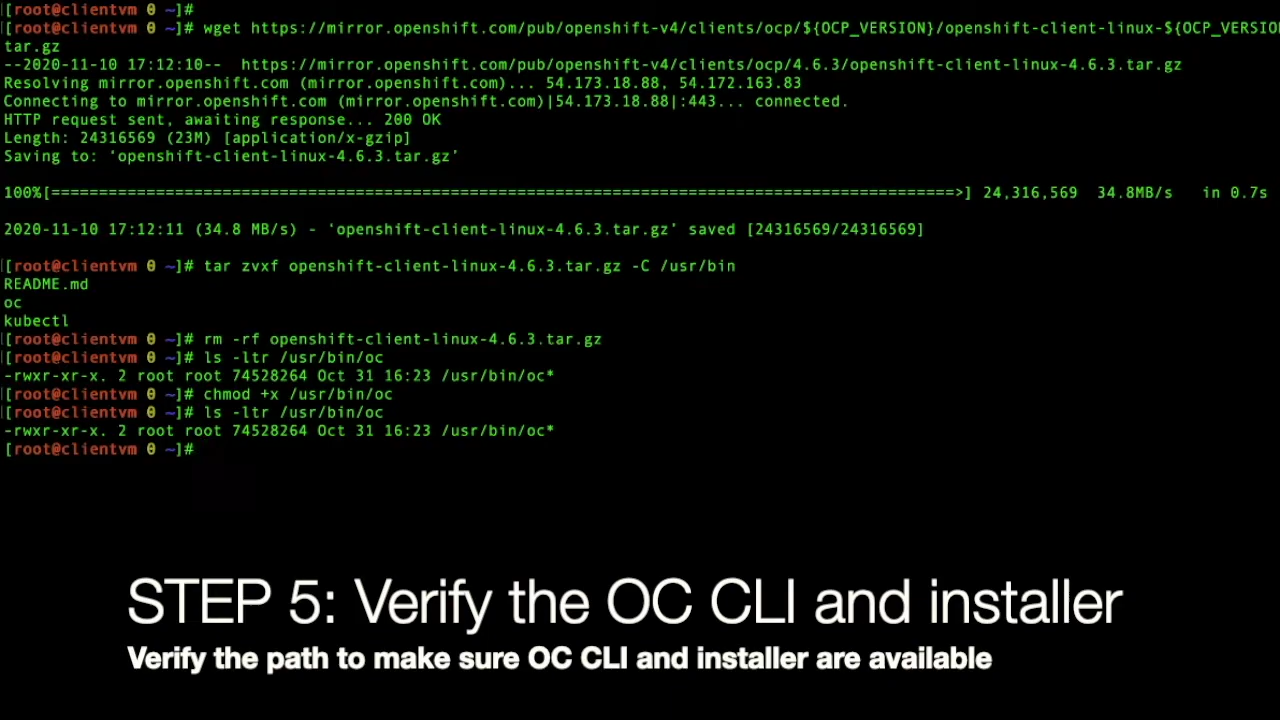 [root@clientvm 0 ~]#
[root@clientvm 0 ~]# wget https://mirror.openshift.com/pub/openshift-v4/clients/ocp/${OCP_VERSION}/openshift-client-linux-${OCP_VERSIO
tar.gz
--2020-11-10 17:12:10-- https://mirror.openshift.com/pub/openshift-v4/clients/ocp/4.6.3/openshift-client-linux-4.6.3.tar.gz
Resolving mirror.openshift.com (mirror.openshift.com)... 54.173.18.88, 54.172.163.83
Connecting to mirror.openshift.com (mirror.openshift.com)|54.173.18.88|:443... connected.
HTTP request sent, awaiting response... 200 OK
Length: 24316569 (23M) [application/x-gzip]
Saving to: 'openshift-client-linux-4.6.3.tar.gz'
100%[================================================================================================>] 24,316,569 34.8MB/s in 0.7s
2020-11-10 17:12:11 (34.8 MB/s) - 'openshift-client-linux-4.6.3.tar.gz' saved [24316569/24316569]
[root@clientvm 0 ~]# tar zvxf openshift-client-linux-4.6.3.tar.gz -C /usr/bin
README.md
oc
kubectl
[root@clientvm 0 ~]# rm -rf openshift-client-linux-4.6.3.tar.gz
[root@clientvm 0 ~]# ls -ltr /usr/bin/oc
-rwxr-xr-x. 2 root root 74528264 Oct 31 16:23 /usr/bin/oc*
[root@clientvm 0 ~]# chmod +x /usr/bin/oc
[root@clientvm 0 ~]# ls -ltr /usr/bin/oc
-rwxr-xr-x. 2 root root 74528264 Oct 31 16:23 /usr/bin/oc*
[root@clientvm 0 ~]#
STEP 5: Verify the OC CLI and installer
Verify the path to make sure OC CLI and installer are available